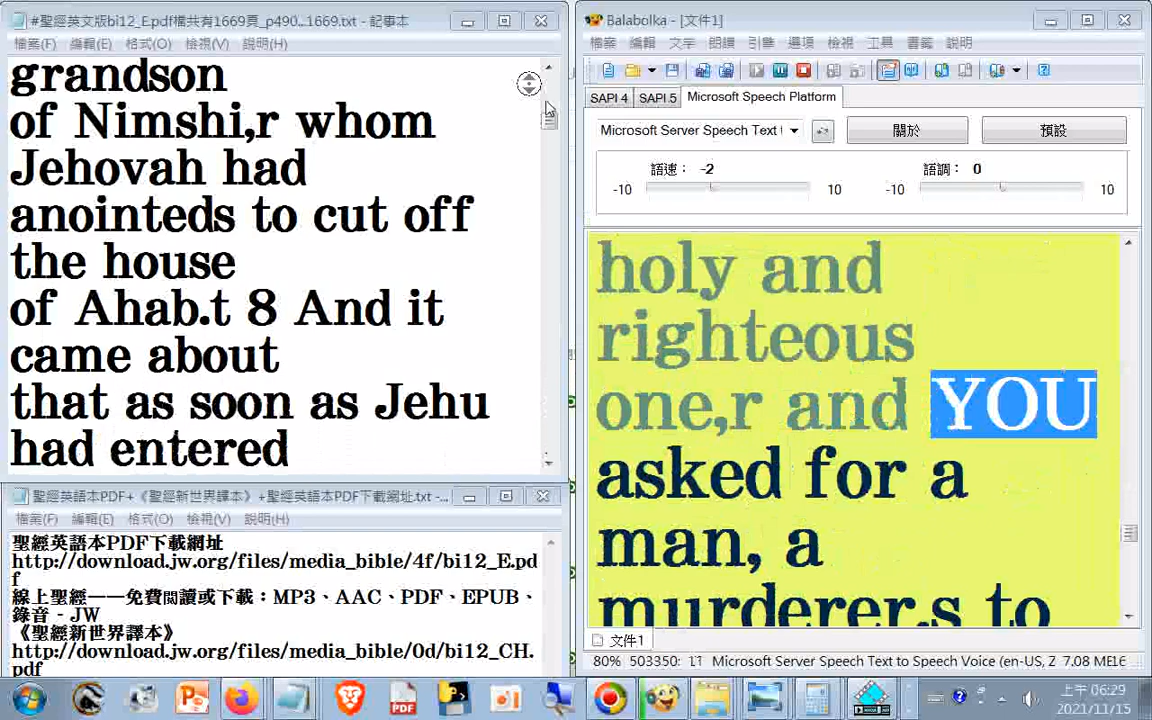 #聖經英文版bi12_E.pdf檔共有1669頁_p490...1669.txt - 記事本
檔案(F) 編輯(E) 格式(O) 檢視(V) 說明(H)
grandson
of Nimshi,r whom
Jehovah had
anointeds to cut off
the house
of Ahab.t 8 And it
came about
that as soon as Jehu
had entered
聖經英語本PDF+《聖經新世界譯本》+聖經英語本PDF下載網址.txt - ...
檔案(F) 編輯(E) 格式(O) 檢視(V) 說明(H)
聖經英語本PDF下載網址
http://download.jw.org/files/media_bible/4f/bi12_E.pd
f
線上聖經——免費閱讀或下載：MP3、AAC、PDF、EPUB、
錄音 - JW
《聖經新世界譯本》
http://download.jw.org/files/media_bible/0d/bi12_CH.
pdf
Balabolka - [文件1]
檔案 編輯 文字 朗讀 引擎 選項 檢視 工具 書籤 說明
SAPI 4 SAPI 5 Microsoft Speech Platform
Microsoft Server Speech Text 關於 預設
語速： -2 語調： 0
-10 10 -10 10
holy and
righteous
one,r and YOU
asked for a
man, a
murderer,s to
文件1
80% 503350: 11 Microsoft Server Speech Text to Speech Voice (en-US, Z 7.08 ME16
上午 06:29
2021/11/15